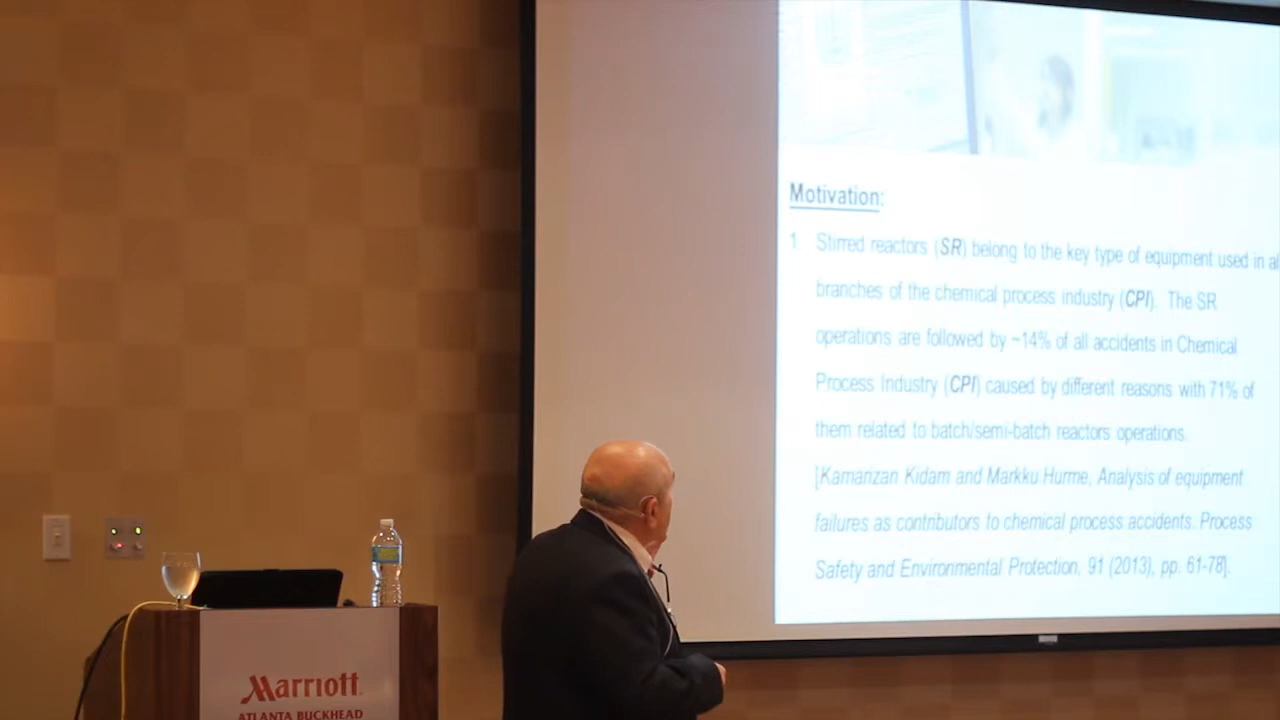 Motivation:
1 Stirred reactors (SR) belong to the key type of equipment used in al
branches of the chemical process industry (CPI). The SR
operations are followed by ~14% of all accidents in Chemical
Process Industry (CPI) caused by different reasons with 71% of
them related to batch/semi-batch reactors operations.
[Kamarizan Kidam and Markku Hurme, Analysis of equipment
failures as contributors to chemical process accidents. Process
Safety and Environmental Protection, 91 (2013), pp. 61-78].
Marriott
ATLANTA BUCKHEAD